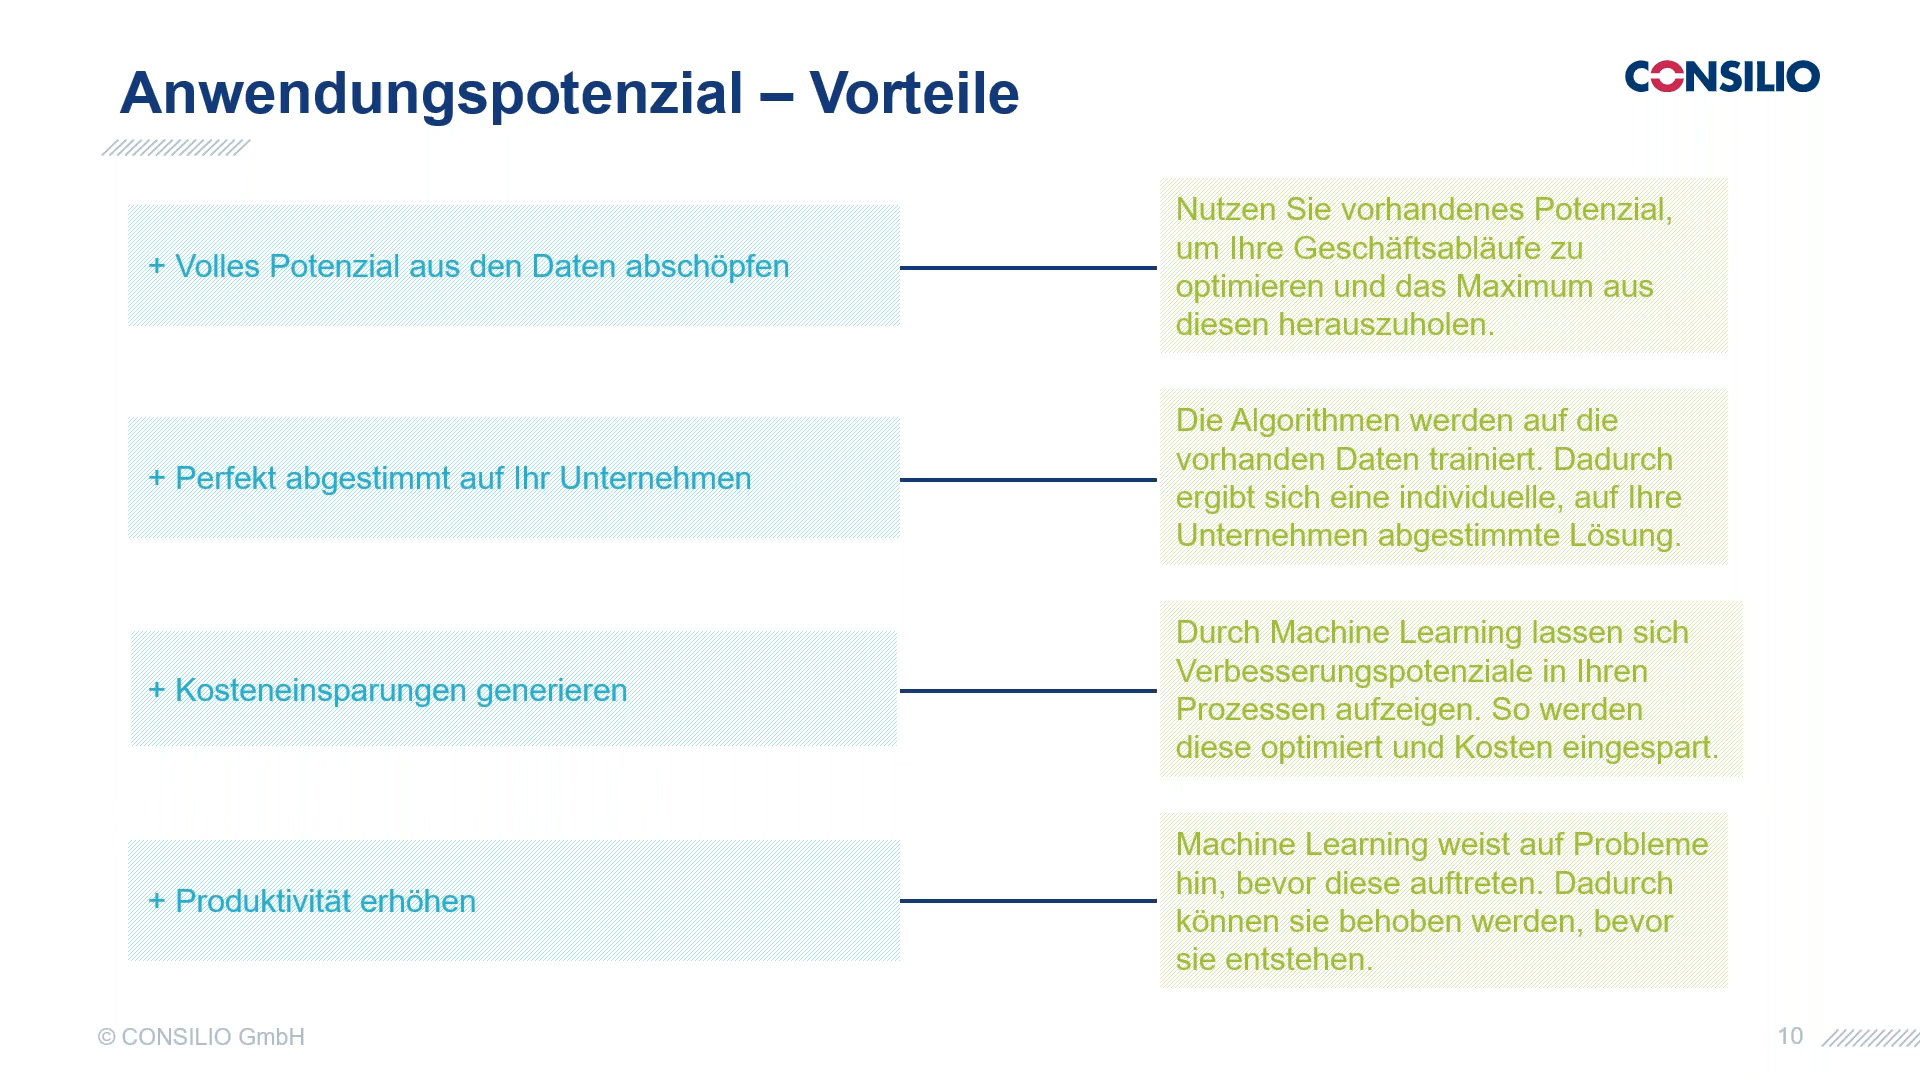 Anwendungspotenzial – Vorteile
CONSILIO
+ Volles Potenzial aus den Daten abschöpfen
Nutzen Sie vorhandenes Potenzial,
um Ihre Geschäftsabläufe zu
optimieren und das Maximum aus
diesen herauszuholen.
+ Perfekt abgestimmt auf Ihr Unternehmen
Die Algorithmen werden auf die
vorhanden Daten trainiert. Dadurch
ergibt sich eine individuelle, auf Ihre
Unternehmen abgestimmte Lösung.
+ Kosteneinsparungen generieren
Durch Machine Learning lassen sich
Verbesserungspotenziale in Ihren
Prozessen aufzeigen. So werden
diese optimiert und Kosten eingespart.
+ Produktivität erhöhen
Machine Learning weist auf Probleme
hin, bevor diese auftreten. Dadurch
können sie behoben werden, bevor
sie entstehen.
© CONSILIO GmbH
10